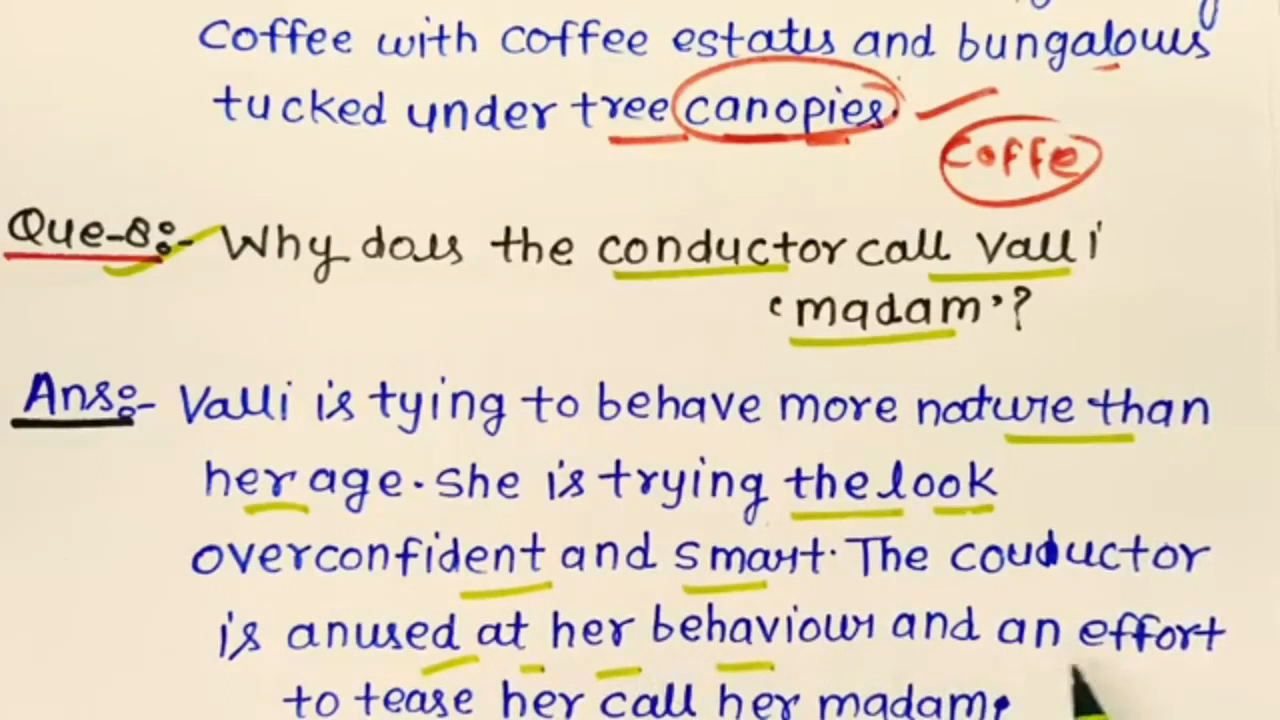 Coffee with coffee estates and bungalows
tucked under tree canopies.
Coffe
Que-8:- Why does the conductor call Valli
'madam'?
Ans:- Valli is tying to behave more nature than
her age. She is trying the look
overconfident and smart. The couductor
is anused at her behaviour and an effort
to tease her call her madam.